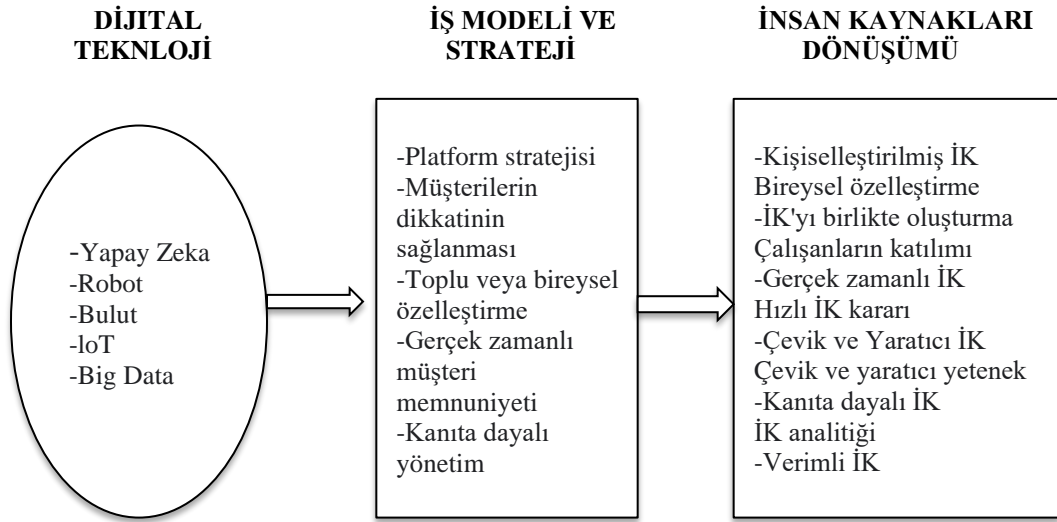 DİJITAL
TEKNLOJİ
İŞ MODELİ VE
STRATEJİ
İNSAN KAYNAKLARI
DÖNÜŞÜMÜ
-Yapay Zeka
-Robot
-Bulut
-loT
-Big Data
-Platform stratejisi
-Müşterilerin
dikkatinin
sağlanması
-Toplu veya bireysel
özelleştirme
-Gerçek zamanlı
müşteri
memnuniyeti
-Kanıta dayalı
yönetim
-Kişiselleştirilmiş İK
Bireysel özelleştirme
-İK'yı birlikte oluşturma
Çalışanların katılımı
-Gerçek zamanlı İK
Hızlı İK kararı
-Çevik ve Yaratıcı İK
Çevik ve yaratıcı yetenek
-Kanıta dayalı İK
İK analitiği
-Verimli İK